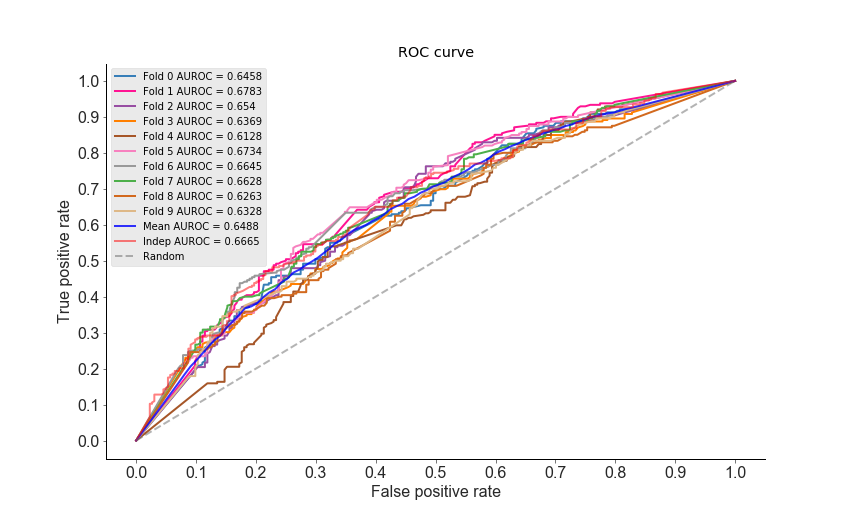 ROC curve
Fold 0 AUROC = 0.6458
Fold 1 AUROC = 0.6783
Fold 2 AUROC = 0.654
Fold 3 AUROC = 0.6369
Fold 4 AUROC = 0.6128
Fold 5 AUROC = 0.6734
Fold 6 AUROC = 0.6645
Fold 7 AUROC = 0.6628
Fold 8 AUROC = 0.6263
Fold 9 AUROC = 0.6328
Mean AUROC = 0.6488
Indep AUROC = 0.6665
Random
True positive rate
1.0
0.9
0.8
0.7
0.6
0.5
0.4
0.3
0.2
0.1
0.0
0.0 0.1 0.2 0.3 0.4 0.5 0.6 0.7 0.8 0.9 1.0
False positive rate